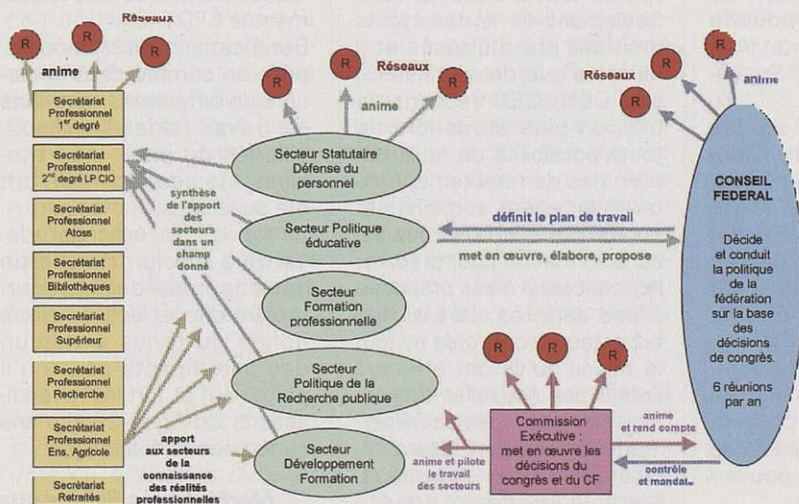 Réseaux
R
R
R
anime
Secrétariat
Professionnel
1er degré
Secrétariat
Professionnel
2nd degré LP CIO
Secrétariat
Professionnel
Atoss
Secrétariat
Professionnel
Bibliothèques
Secrétariat
Professionnel
Supérieur
Secrétariat
Professionnel
Recherche
Secrétariat
Professionnel
Ens. Agricole
Secrétariat
Retraités
synthèse
de l'apport
des
secteurs
dans un
champ
donné
apport
aux secteurs
de la
connaissance
des réalités
professionnelles
R
R
R
Réseaux
anime
Secteur Statutaire
Défense du
personnel
Secteur Politique
éducative
Secteur
Formation
professionnelle
Secteur
Politique de la
Recherche publique
Secteur
Développement
Formation
définit le plan de travail
met en œuvre, élabore, propose
Réseaux
R
R
R
anime
CONSEIL
FEDERAL
Décide
et conduit
la politique
de la
fédération
sur la base
des
décisions
de congrès.
6 réunions
par an
R
R
R
Commission
Exécutive :
met en œuvre les
décisions du
congrès et du CF
anime et pilote
le travail
des secteurs
anime
et rend compte
contrôle
et mandat..